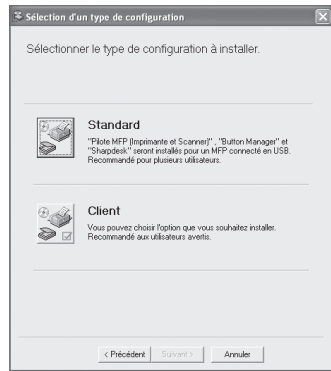 Sélection d'un type de configuration
Sélectionner le type de configuration à installer.
Standard
"Pilote MFP (Imprimante et Scanner)" , "Button Manager" et
"Sharpdesk" seront installés pour un MFP connecté en USB.
Recommandé pour plusieurs utilisateurs.
Client
Vous pouvez choisir l'option que vous souhaitez installer.
Recommandé aux utilisateurs avertis.
< Précédent
Suivant >
Annuler